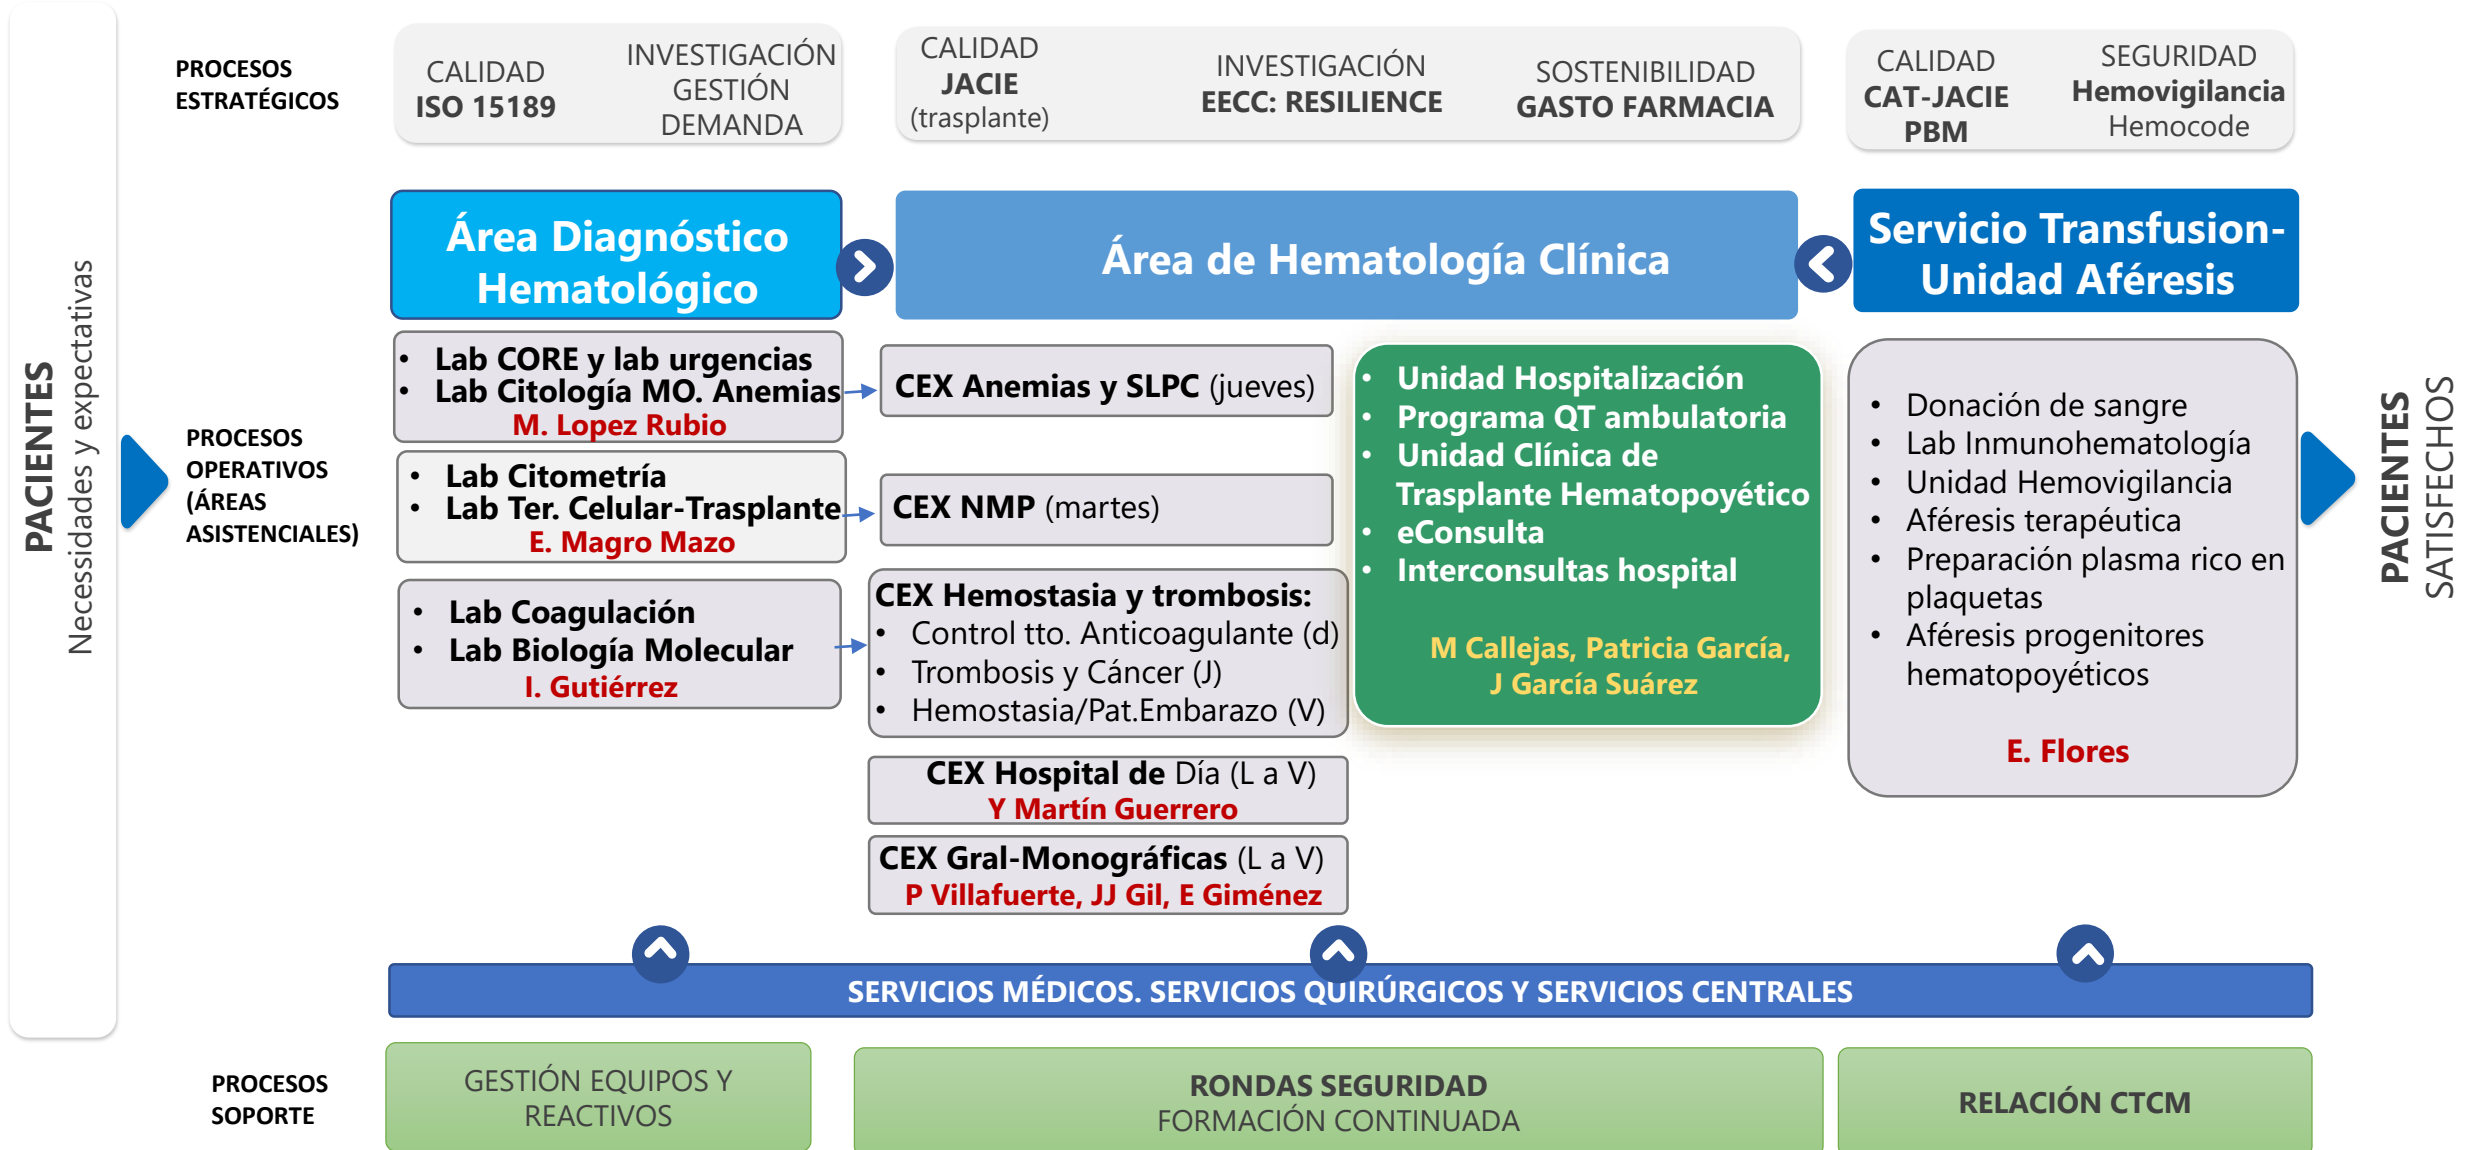 PACIENTES
Necessidades y expectativas
PROCESOS
ESTRATÉGICOS
CALIDAD
ISO 15189
INVESTIGACIÓN
GESTIÓN
DEMANDA
CALIDAD
JACIE
(trasplante)
INVESTIGACIÓN
EECC: RESILIENCE
SOSTENIBILIDAD
GASTO FARMACIA
CALIDAD
CAT-JACIE
PBM
SEGURIDAD
Hemovigilancia
Hemocode
PROCESOS
OPERATIVOS
(ÁREAS
ASISTENCIALES)
Área Diagnóstico
Hematológico
• Lab CORE y lab urgencias
• Lab Citología MO. Anemias
M. Lopez Rubio
• Lab Citometría
• Lab Ter. Celular-Trasplante
E. Magro Mazo
• Lab Coagulación
• Lab Biología Molecular
I. Gutiérrez
Área de Hematología Clínica
CEX Anemias y SLPC (jueves)
CEX NMP (martes)
CEX Hemostasia y trombosis:
• Control tto. Anticoagulante (d)
• Trombosis y Cáncer (J)
• Hemostasia/Pat.Embarazo (V)
CEX Hospital de Día (L a V)
Y Martín Guerrero
CEX Gral-Monográficas (L a V)
P Villafuerte, JJ Gil, E Giménez
• Unidad Hospitalización
• Programa QT ambulatoria
• Unidad Clínica de
Trasplante Hematopoyético
• eConsulta
• Interconsultas hospital
M Callejas, Patricia García,
J García Suárez
Servicio Transfusion-
Unidad Aféresis
• Donación de sangre
• Lab Inmunohematología
• Unidad Hemovigilancia
• Aféresis terapéutica
• Preparación plasma rico en
plaquetas
• Aféresis progenitores
hematopoyéticos
E. Flores
PACIENTES
SATISFECHOS
SERVICIOS MÉDICOS. SERVICIOS QUIRÚRGICOS Y SERVICIOS CENTRALES
PROCESOS
SOPORTE
GESTIÓN EQUIPOS Y
REACTIVOS
RONDAS SEGURIDAD
FORMACIÓN CONTINUADA
RELACIÓN CTCM